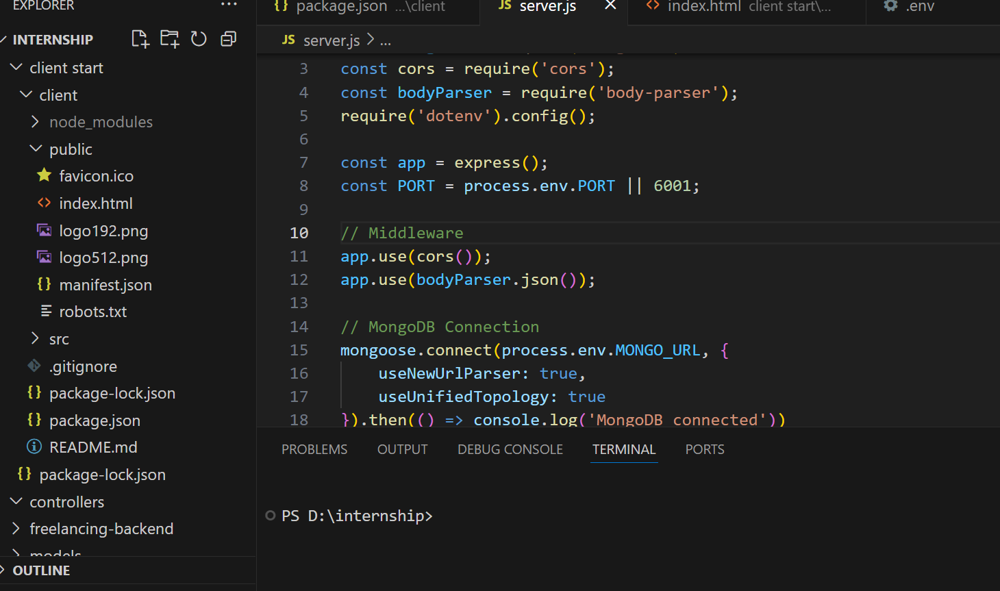 EXPLORER
INTERNSHIP
client start
client
node_modules
public
favicon.ico
index.html
logo192.png
logo512.png
manifest.json
robots.txt
src
.gitignore
package-lock.json
package.json
README.md
package-lock.json
controllers
freelancing-backend
models
OUTLINE
{} package.json ...\client
JS server.js
<> index.html client start\...
.env
JS server.js > ...
3 const cors = require('cors');
4 const bodyParser = require('body-parser');
5 require('dotenv').config();
6
7 const app = express();
8 const PORT = process.env.PORT || 6001;
9
10 // Middleware
11 app.use(cors());
12 app.use(bodyParser.json());
13
14 // MongoDB Connection
15 mongoose.connect(process.env.MONGO_URL, {
16 useNewUrlParser: true,
17 useUnifiedTopology: true
18 }).then(() => console.log('MongoDB connected'))
PROBLEMS OUTPUT DEBUG CONSOLE TERMINAL PORTS
PS D:\internship>